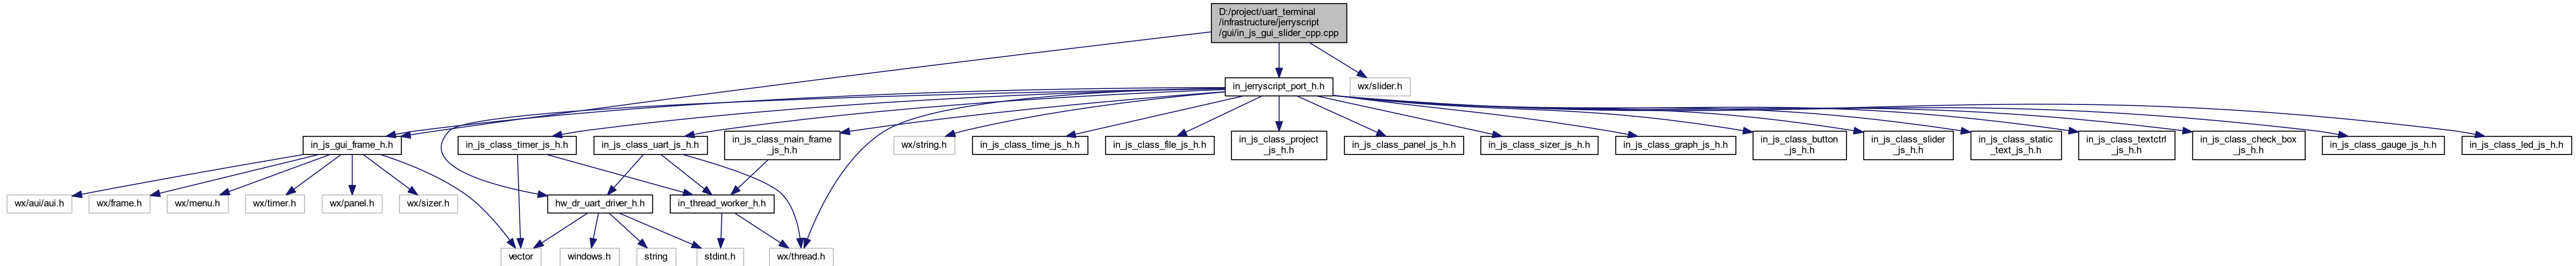 D:/project/uart_terminal
/infrastructure/jerryscript
/gui/in_js_gui_slider_cpp.cpp
in_jerryscript_port_h.h
wx/slider.h
in_js_gui_frame_h.h
in_js_class_timer_js_h.h
in_js_class_uart_js_h.h
in_js_class_main_frame
_js_h.h
wx/string.h
in_js_class_time_js_h.h
in_js_class_file_js_h.h
in_js_class_project
_js_h.h
in_js_class_panel_js_h.h
in_js_class_sizer_js_h.h
in_js_class_graph_js_h.h
in_js_class_button
_js_h.h
in_js_class_slider
_js_h.h
in_js_class_static
_text_js_h.h
in_js_class_textctrl
_js_h.h
in_js_class_check_box
_js_h.h
in_js_class_gauge_js_h.h
in_js_class_led_js_h.h
wx/aui/aui.h
wx/frame.h
wx/menu.h
wx/timer.h
wx/panel.h
wx/sizer.h
hw_dr_uart_driver_h.h
in_thread_worker_h.h
vector
windows.h
string
stdint.h
wx/thread.h